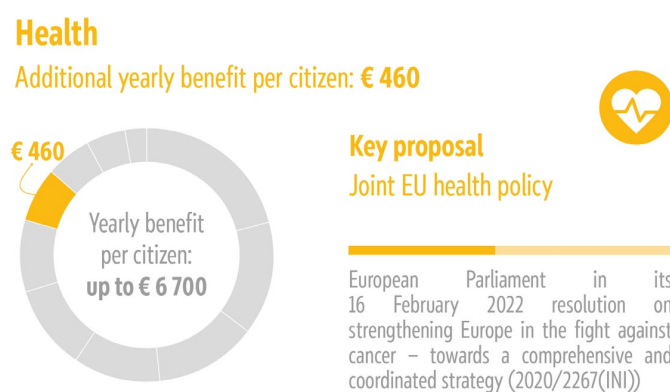 Health
Additional yearly benefit per citizen: € 460
€ 460
Yearly benefit
per citizen:
up to € 6 700
Key proposal
Joint EU health policy
European Parliament in its
16 February 2022 resolution on
strengthening Europe in the fight against
cancer – towards a comprehensive and
coordinated strategy (2020/2267(INI))